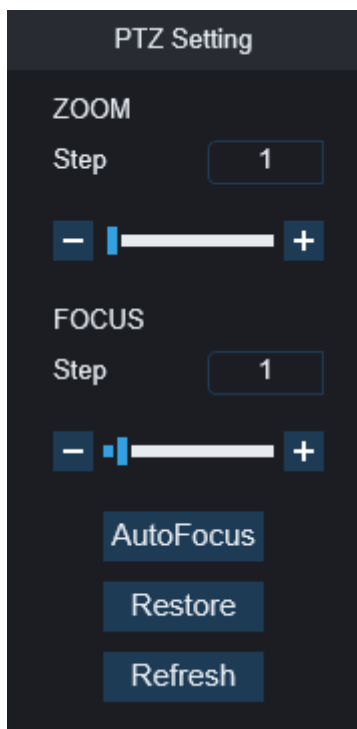 PTZ Setting
ZOOM
Step 1
− +
FOCUS
Step 1
− +
AutoFocus
Restore
Refresh